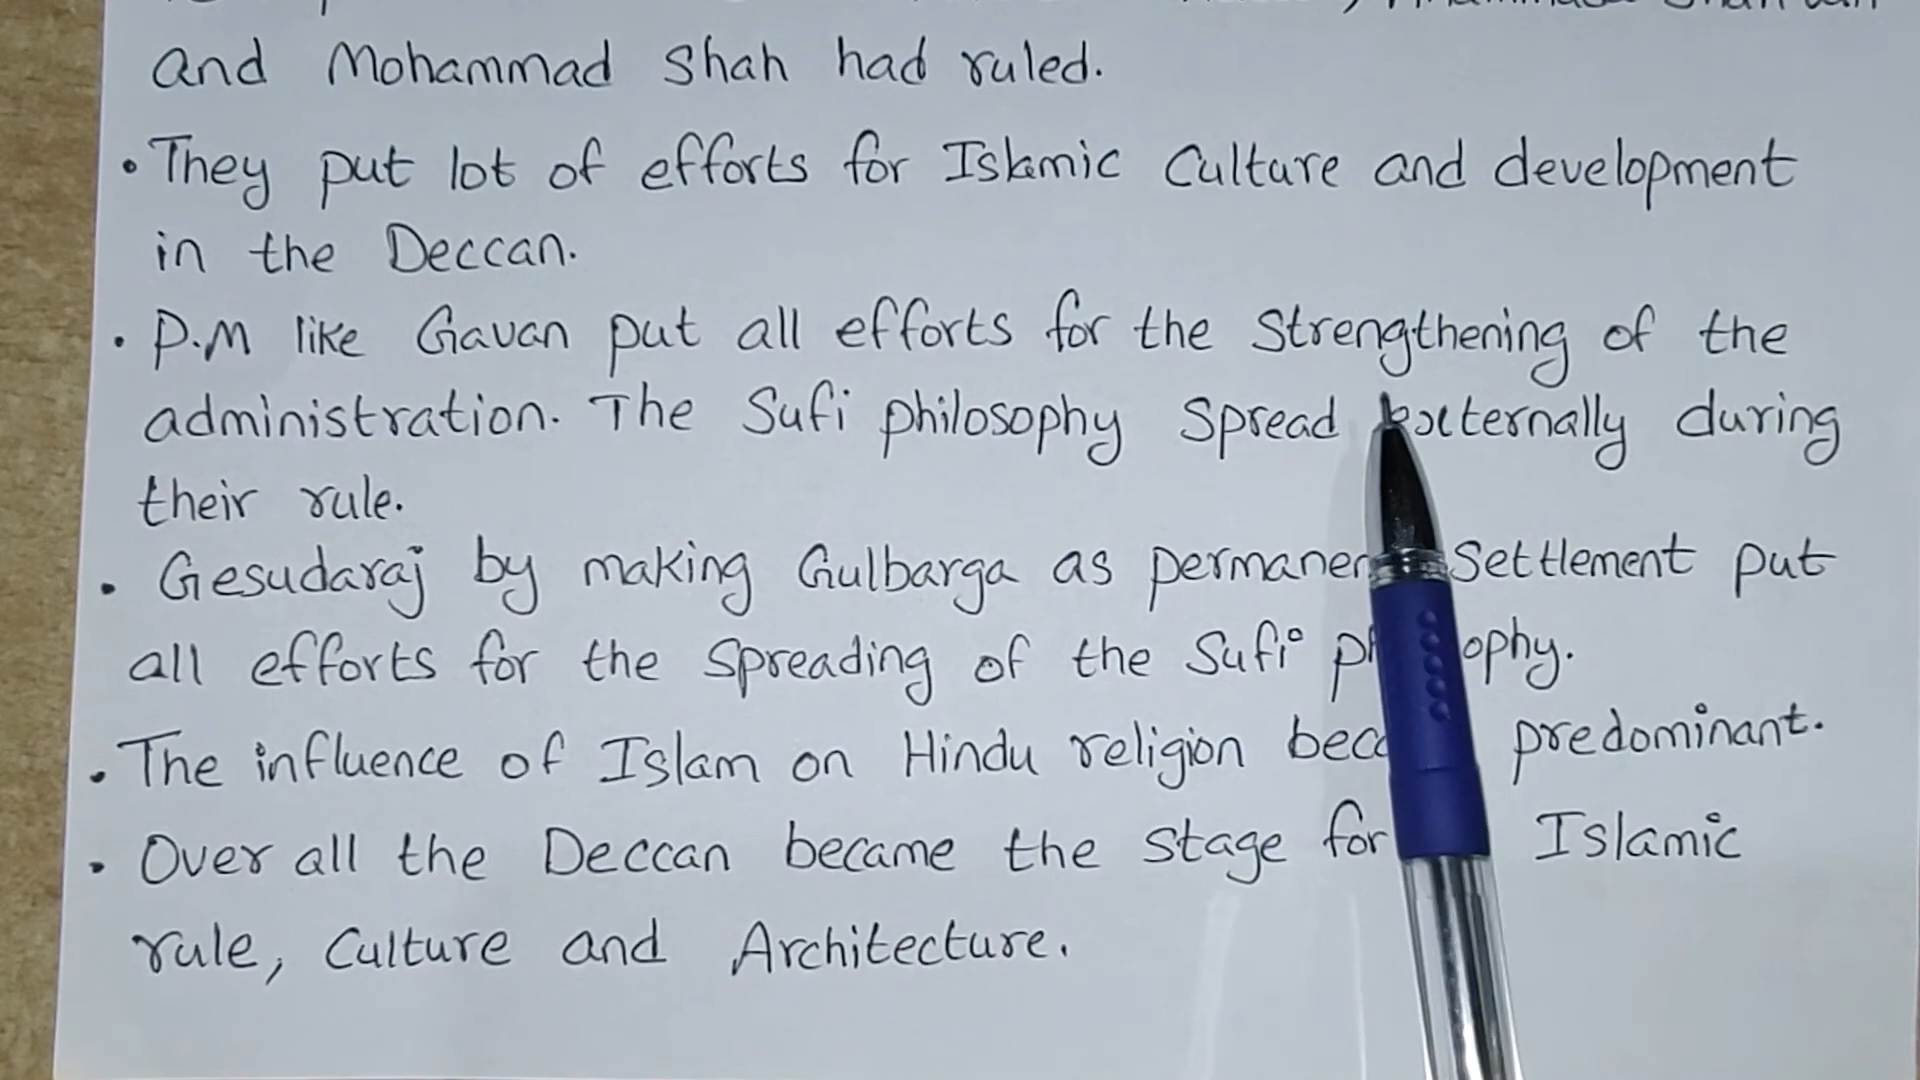 and Mohammad Shah had ruled.
• They put lot of efforts for Islamic Culture and development
in the Deccan.
• P.M like Gavan put all efforts for the Strengthening of the
administration. The Sufi philosophy Spread externally during
their rule.
• Gesudaraj by making Gulbarga as Settlement put
all efforts for the Spreading of the Sufi
• The influence of Islam on Hindu religion predominant.
• Over all the Deccan became the stage for Islamic
rule, Culture and Architecture.